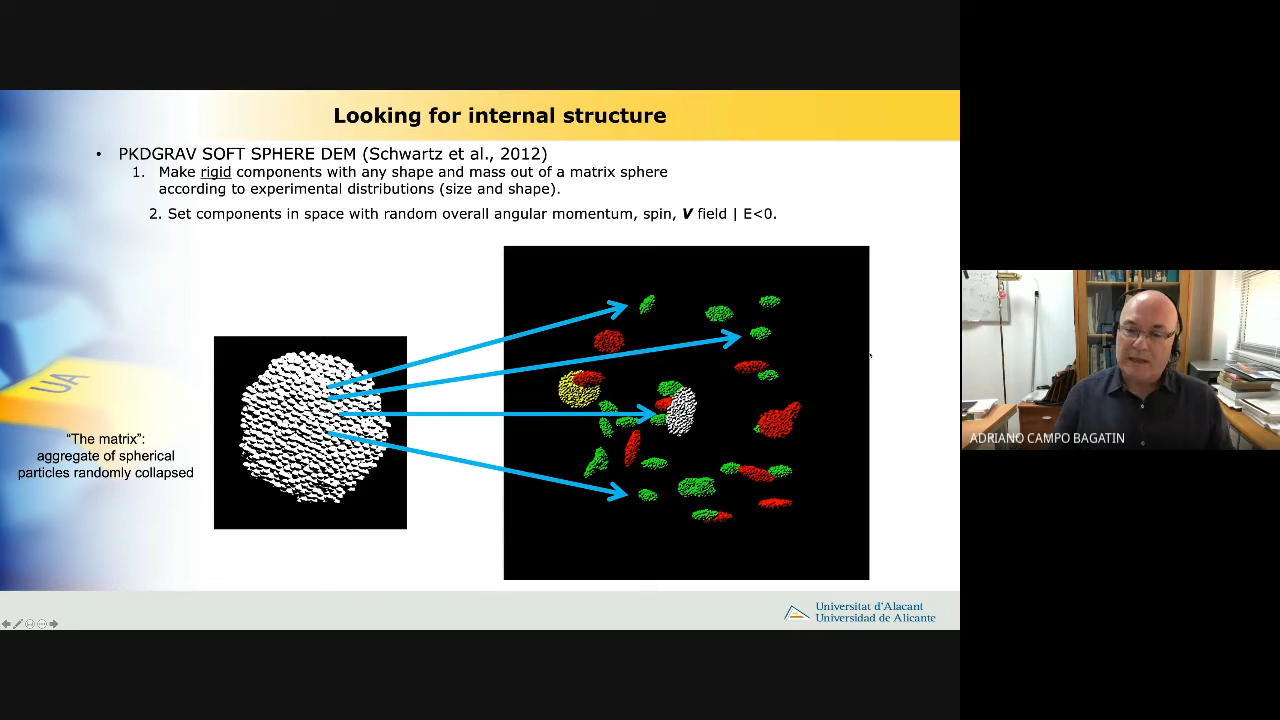 Looking for internal structure
• PKDGRAV SOFT SPHERE DEM (Schwartz et al., 2012)
1. Make rigid components with any shape and mass out of a matrix sphere
according to experimental distributions (size and shape).
2. Set components in space with random overall angular momentum, spin, V field | E<0.
UA
"The matrix":
aggregate of spherical
particles randomly collapsed
ADRIANO CAMPO BAGATIN
Universitat d'Alacant
Universidad de Alicante